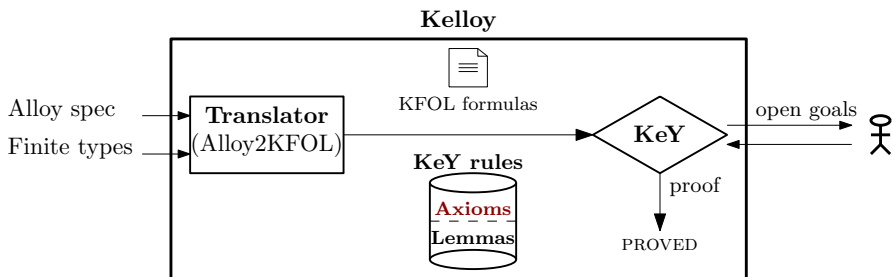 Kelloy
Alloy spec
Finite types
Translator
(Alloy2KFOL)
KFOL formulas
KeY rules
Axioms
Lemmas
KeY
open goals
proof
PROVED